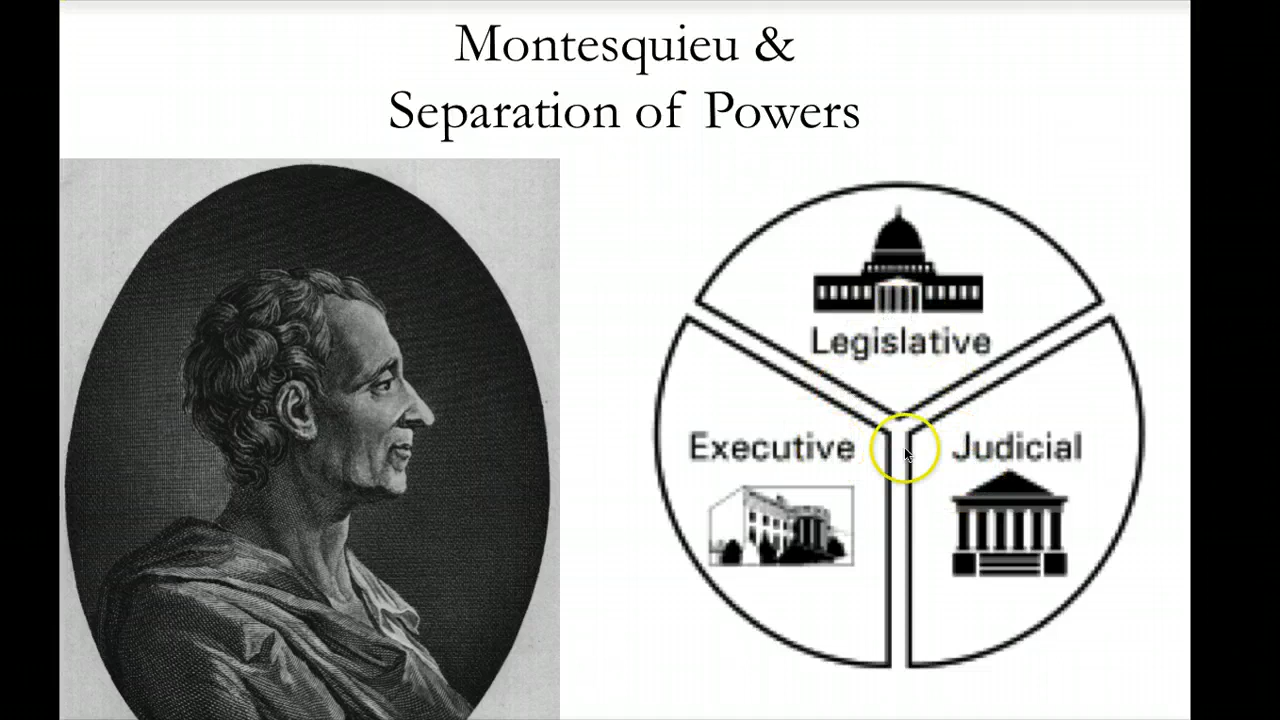 Montesquieu &
Separation of Powers
Legislative
Executive
Judicial